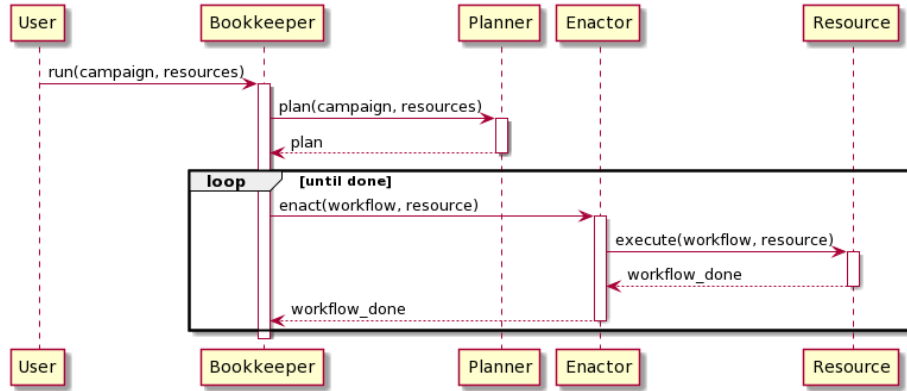 User Bookkeeper Planner Enactor Resource
run(campaign, resources)
plan(campaign, resources)
plan
loop [until done]
enact(workflow, resource)
execute(workflow, resource)
workflow_done
workflow_done
User Bookkeeper Planner Enactor Resource